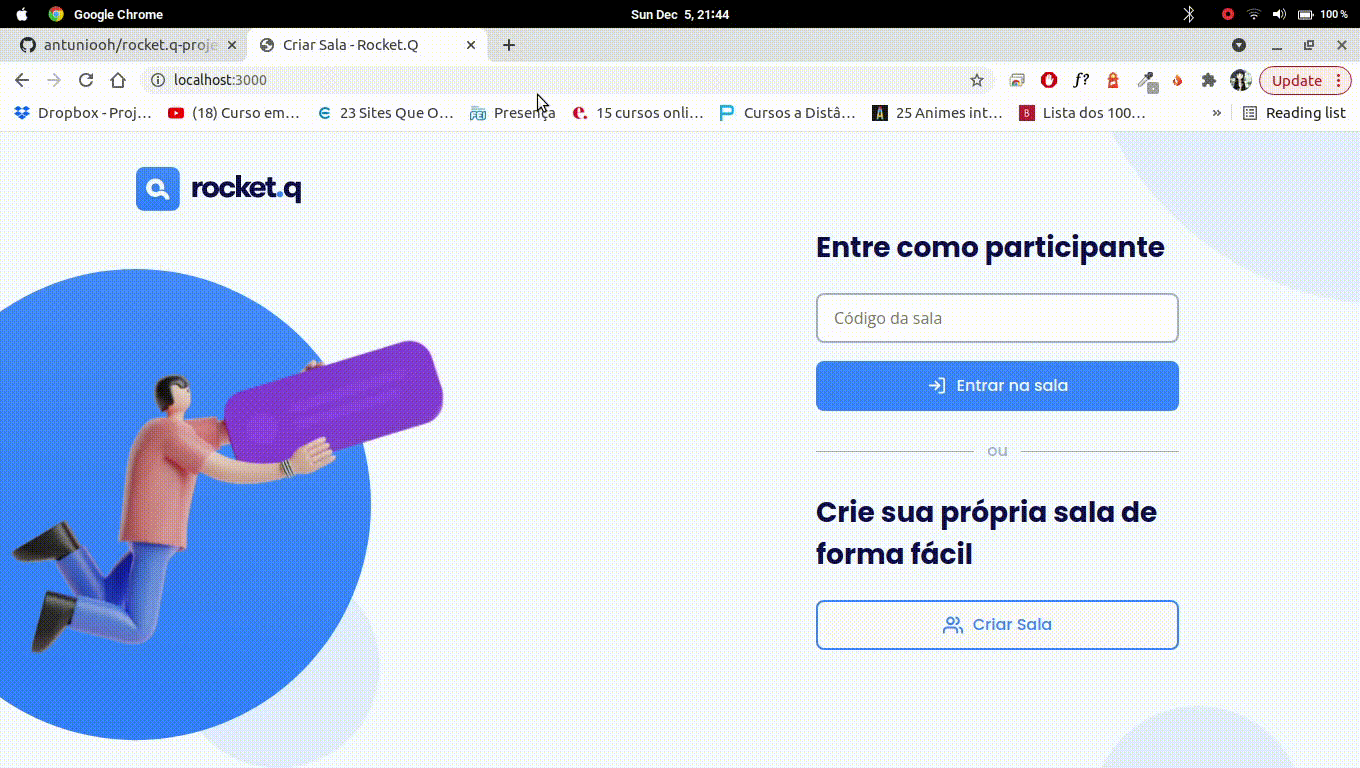 Google Chrome
Sun Dec 5, 21:44
100 %
antuniooh/rocket.q-proje
Criar Sala - Rocket.Q
localhost:3000
f?
Update
Dropbox - Proj…
(18) Curso em…
23 Sites Que O…
Presença
15 cursos onli…
Cursos a Distâ…
25 Animes int…
Lista dos 100…
»
Reading list
rocket.q
Entre como participante
Código da sala
Entrar na sala
ou
Crie sua própria sala de
forma fácil
Criar Sala